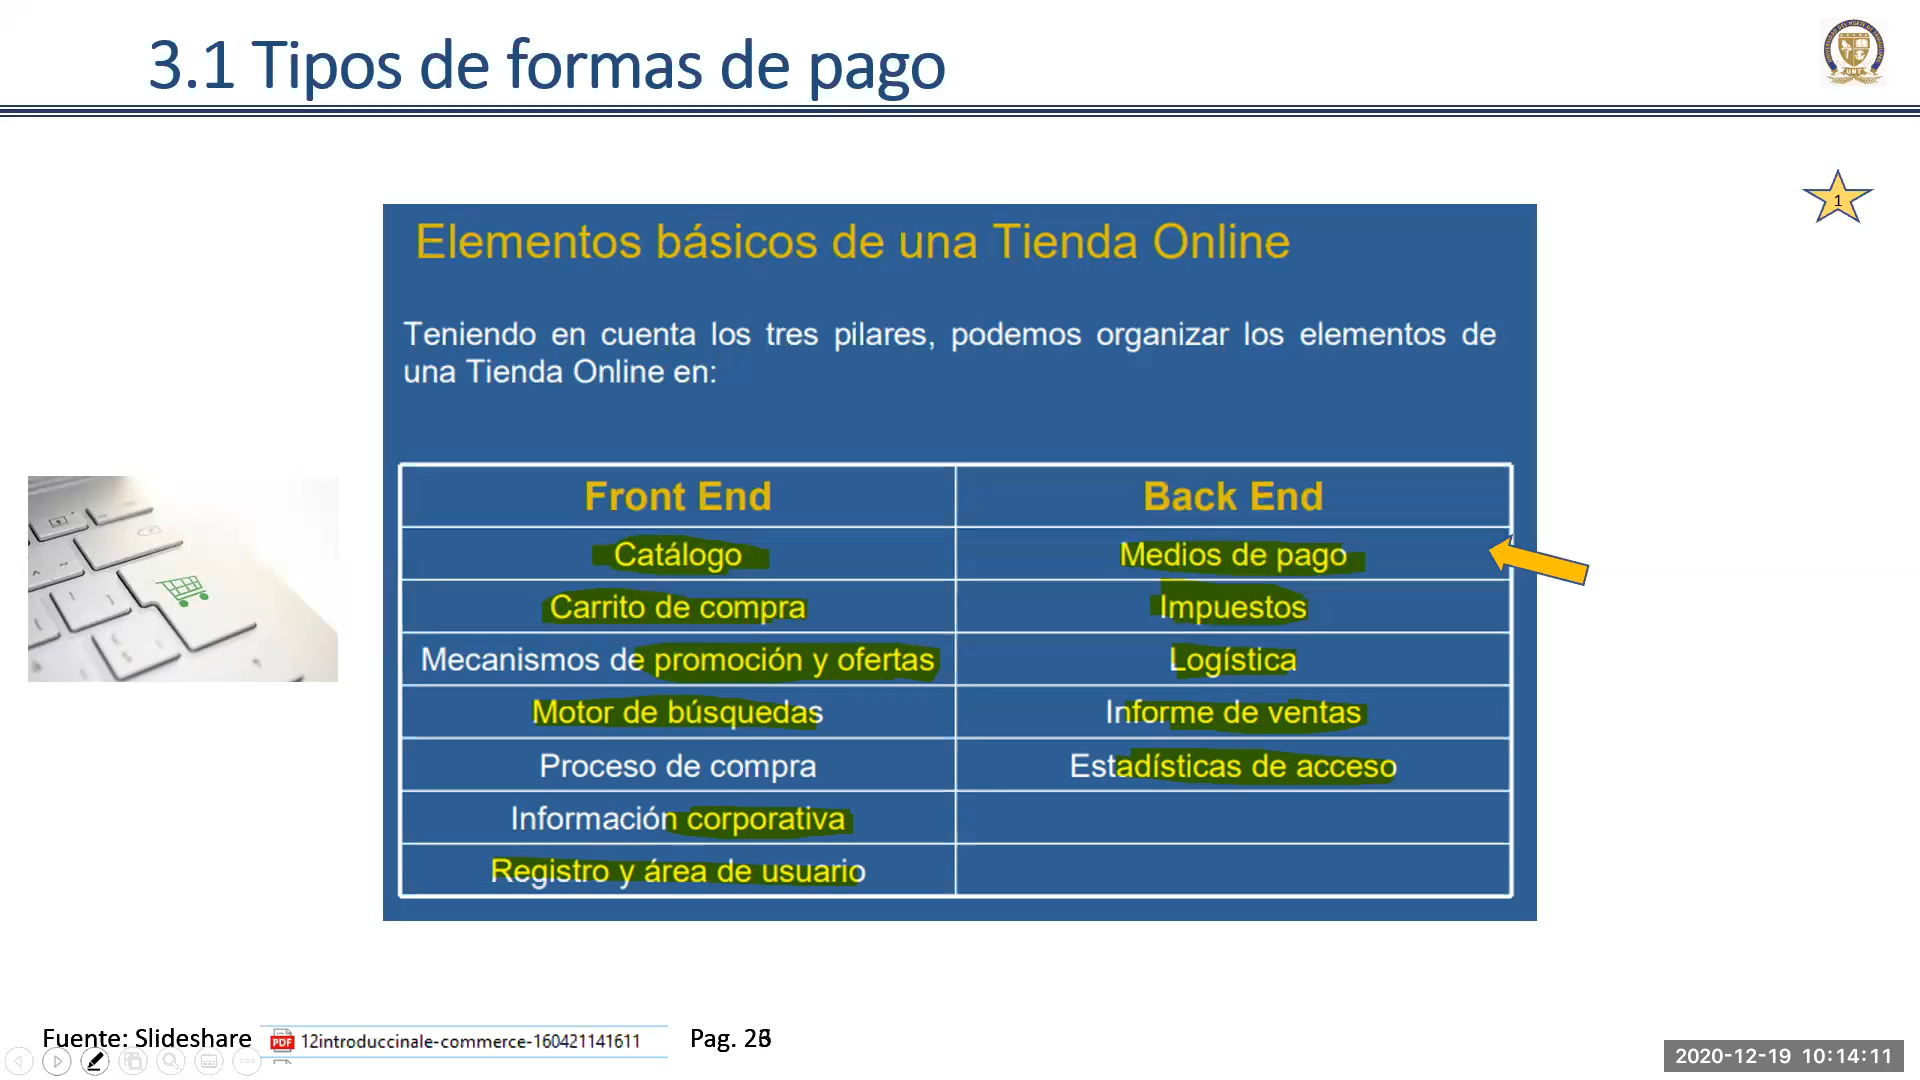 3.1 Tipos de formas de pago
1
Elementos básicos de una Tienda Online
Teniendo en cuenta los tres pilares, podemos organizar los elementos de
una Tienda Online en:
Front End Back End
Catálogo Medios de pago
Carrito de compra Impuestos
Mecanismos de promoción y ofertas Logística
Motor de búsquedas Informe de ventas
Proceso de compra Estadísticas de acceso
Información corporativa
Registro y área de usuario
Fuente: Slideshare PDF 12introduccinale-commerce-160421141611 Pag.
2020-12-19 10:14:11